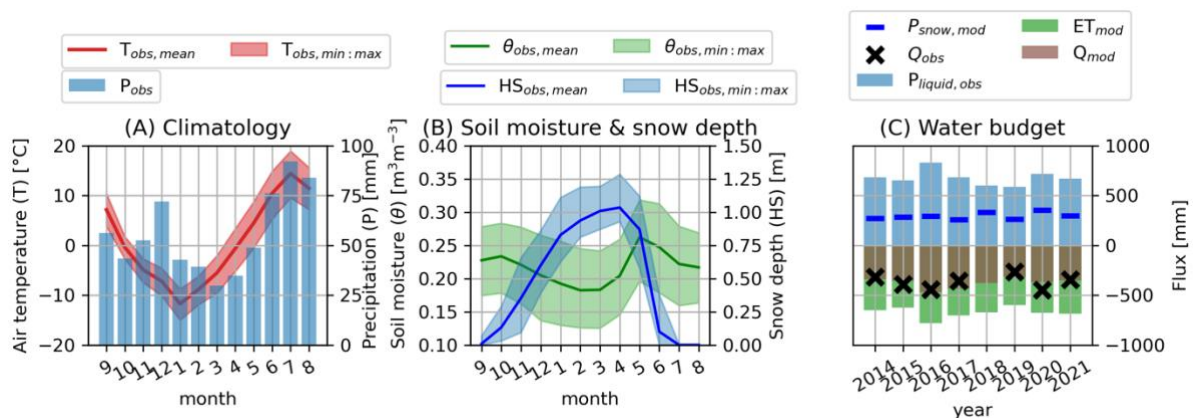 T_obs,mean T_obs,min:max
P_obs
θ_obs,mean θ_obs,min:max
HS_obs,mean HS_obs,min:max
P_snow,mod ET_mod
Q_obs Q_mod
P_liquid,obs
(A) Climatology
Air temperature (T) [°C]
20
10
0
−10
−20
Precipitation (P) [mm]
100
75
50
25
0
9 10 11 12 1 2 3 4 5 6 7 8
month
(B) Soil moisture & snow depth
Soil moisture (θ) [m³m⁻³]
0.40
0.35
0.30
0.25
0.20
0.15
0.10
Snow depth (HS) [m]
1.50
1.25
1.00
0.75
0.50
0.25
0.00
9 10 11 12 1 2 3 4 5 6 7 8
month
(C) Water budget
1000
500
0
−500
−1000
Flux [mm]
2014 2015 2016 2017 2018 2019 2020 2021
year